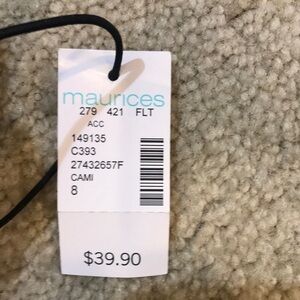 maurices
279 421 FLT
ACC
149135
C393
27432657F
CAMI
8
$39.90